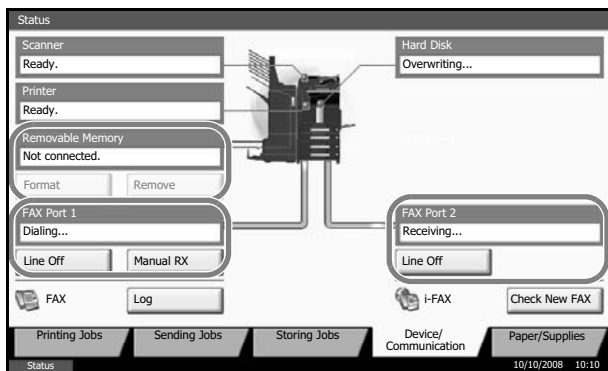 Status
Scanner
Ready.
Hard Disk
Overwriting...
Printer
Ready.
Removable Memory
Not connected.
Format
Remove
FAX Port 1
Dialing...
Line Off
Manual RX
FAX Port 2
Receiving...
Line Off
FAX
Log
i-FAX
Check New FAX
Printing Jobs
Sending Jobs
Storing Jobs
Device/
Communication
Paper/Supplies
Status
10/10/2008 10:10